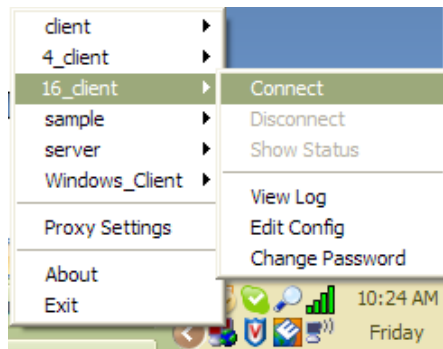 client
4_client
16_client
sample
server
Windows_Client
Proxy Settings
About
Exit
Connect
Disconnect
Show Status
View Log
Edit Config
Change Password
10:24 AM
Friday